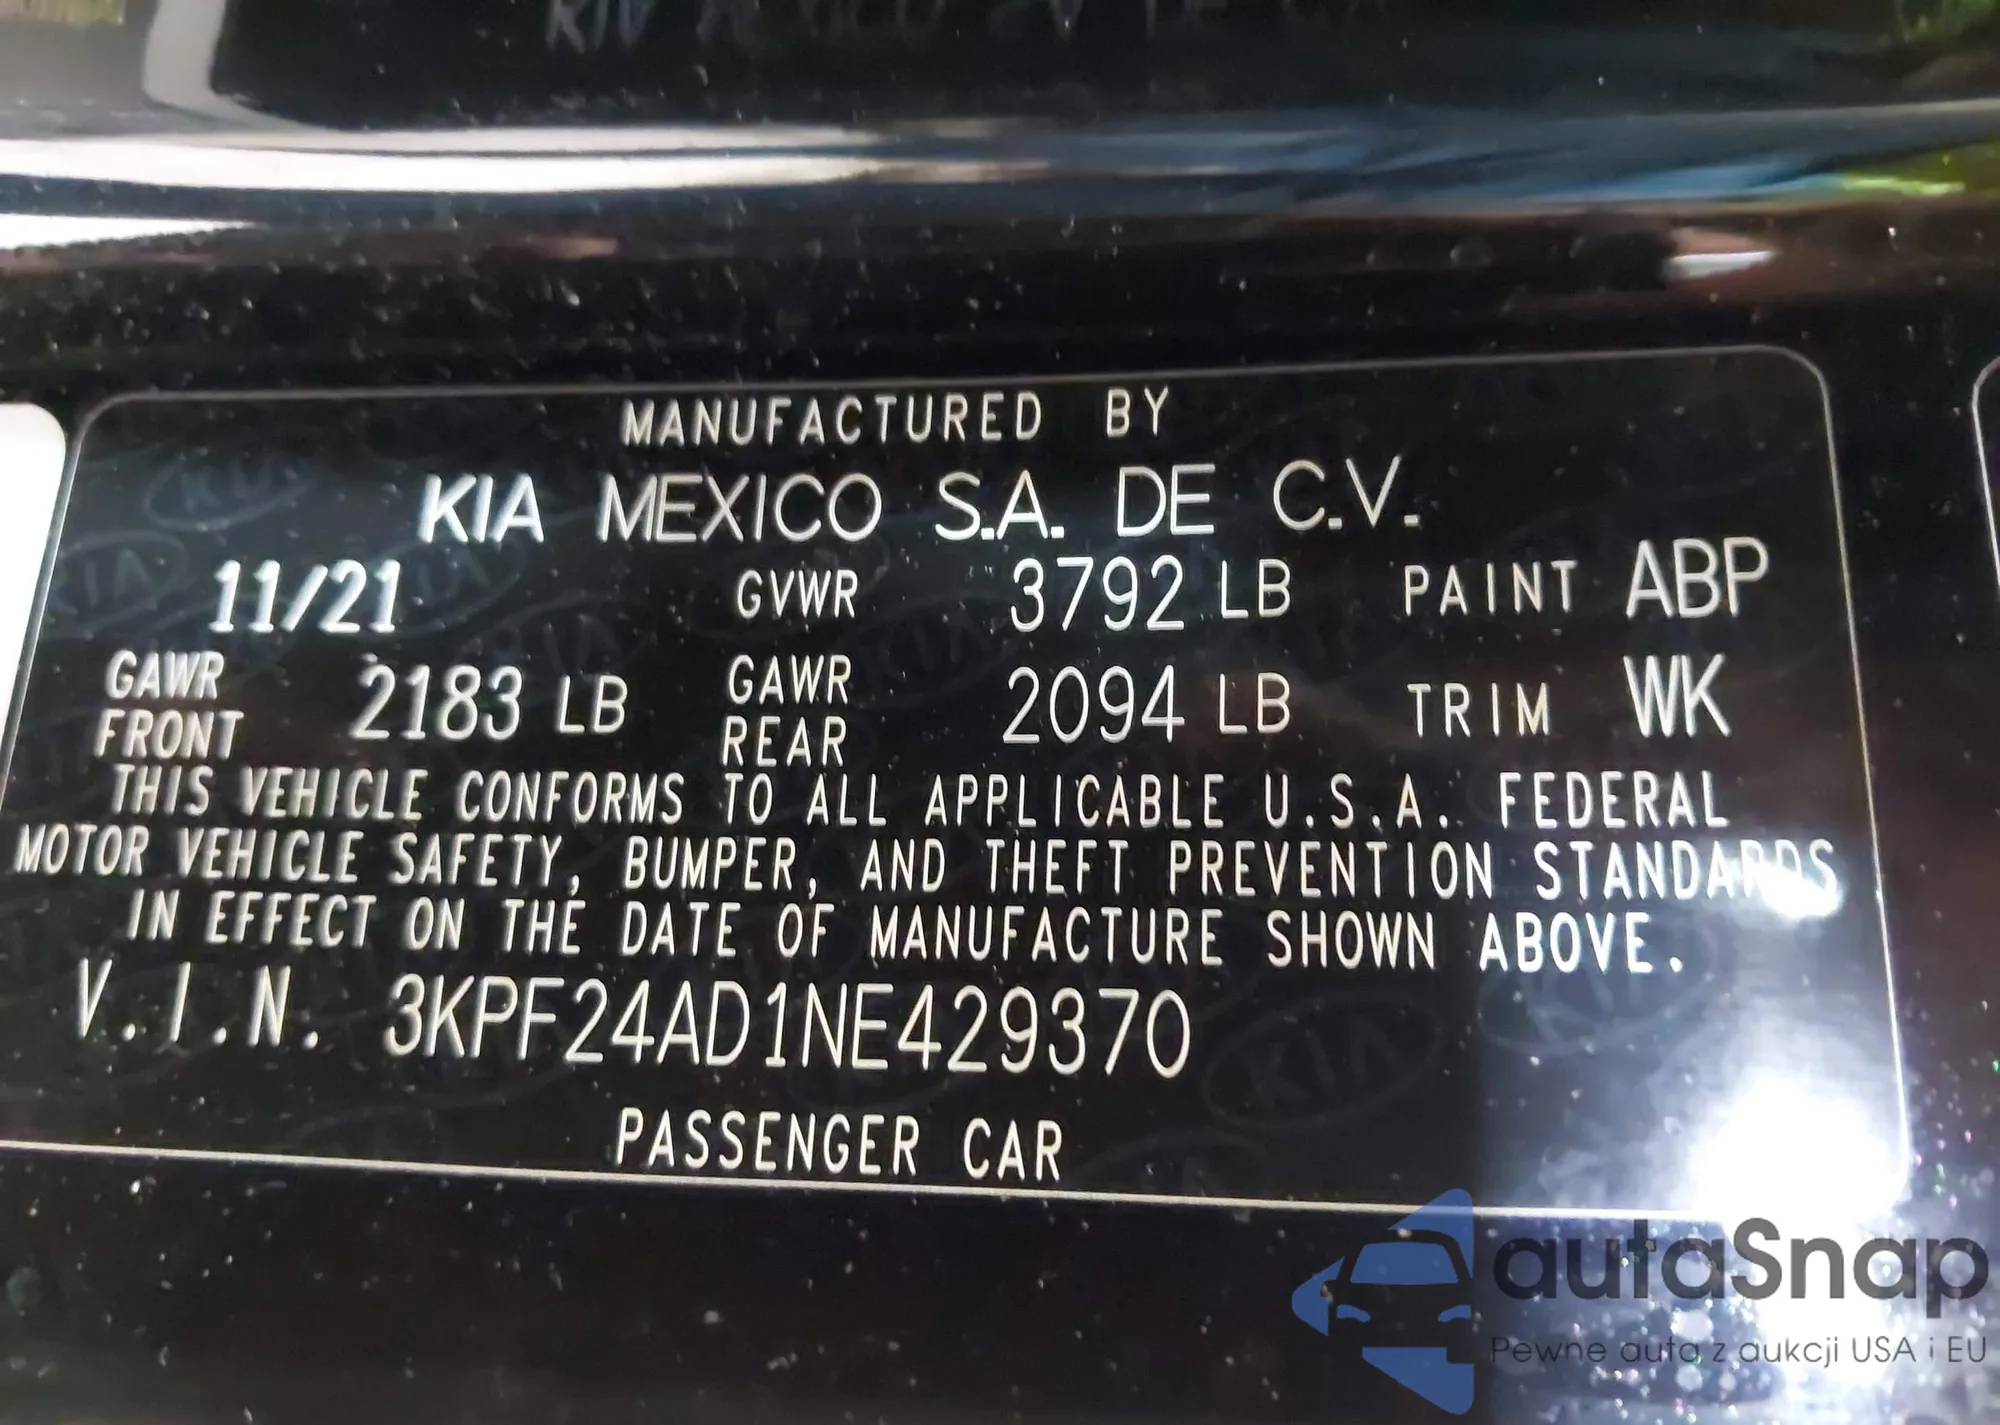 MANUFACTURED BY
KIA MEXICO S.A. DE C.V.
11/21 GVWR 3792 LB PAINT ABP
GAWR FRONT 2183 LB GAWR REAR 2094 LB TRIM WK
THIS VEHICLE CONFORMS TO ALL APPLICABLE U.S.A. FEDERAL
MOTOR VEHICLE SAFETY, BUMPER, AND THEFT PREVENTION STANDARDS
IN EFFECT ON THE DATE OF MANUFACTURE SHOWN ABOVE.
V.I.N. 3KPF24AD1NE429370
PASSENGER CAR
autaSnap
Pewne auta z aukcji USA i EU